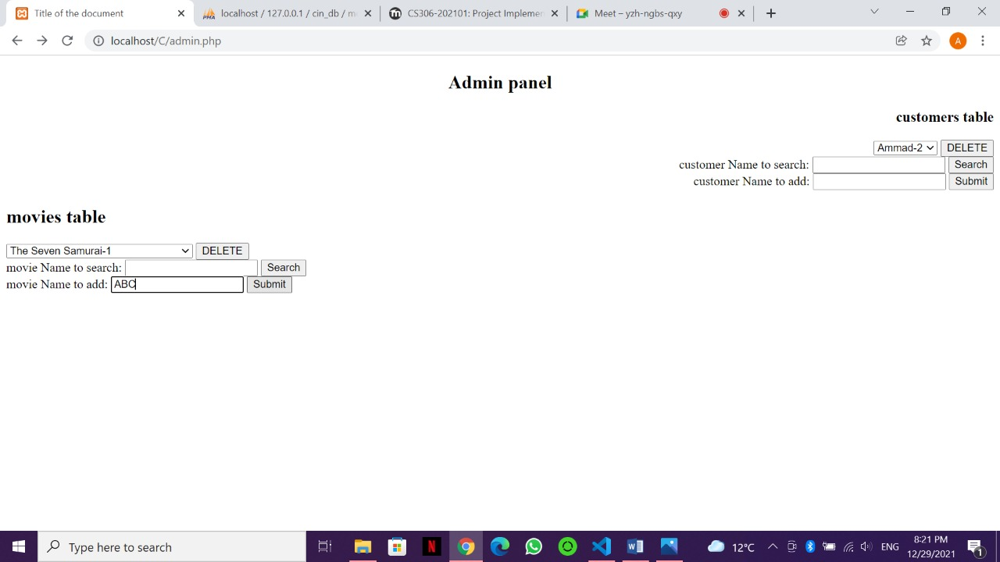 Title of the document
localhost / 127.0.0.1 / cin_db / m
CS306-202101: Project Implemen
Meet – yzh-ngbs-qxy
localhost/C/admin.php
A
Admin panel
customers table
Ammad-2 DELETE
customer Name to search: Search
customer Name to add: Submit
movies table
The Seven Samurai-1 DELETE
movie Name to search: Search
movie Name to add: ABC Submit
Type here to search
12°C
ENG
8:21 PM
12/29/2021
1